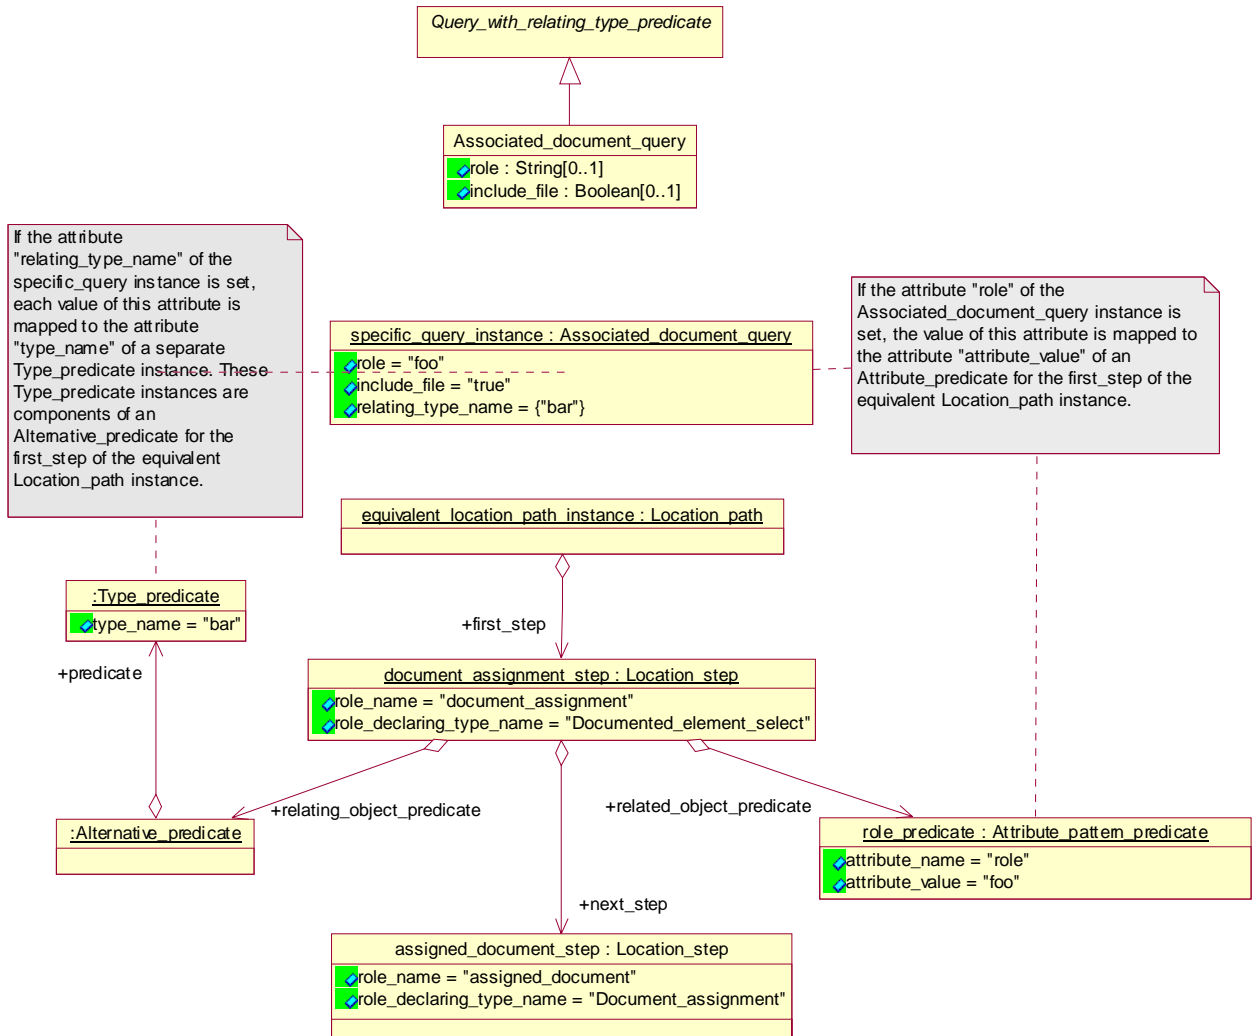 Query_with_relating_type_predicate
Associated_document_query
role : String[0..1]
include_file : Boolean[0..1]
If the attribute
"relating_type_name" of the
specific_query instance is set,
each value of this attribute is
mapped to the attribute
"type_name" of a separate
Type_predicate instance. These
Type_predicate instances are
components of an
Alternative_predicate for the
first_step of the equivalent
Location_path instance.
specific_query_instance : Associated_document_query
role = "foo"
include_file = "true"
relating_type_name = {"bar"}
If the attribute "role" of the
Associated_document_query instance is
set, the value of this attribute is mapped to
the attribute "attribute_value" of an
Attribute_predicate for the first_step of the
equivalent Location_path instance.
equivalent_location_path_instance : Location_path
:Type_predicate
type_name = "bar"
+first_step
+predicate
document_assignment_step : Location_step
role_name = "document_assignment"
role_declaring_type_name = "Documented_element_select"
+relating_object_predicate
+related_object_predicate
:Alternative_predicate
role_predicate : Attribute_pattern_predicate
attribute_name = "role"
attribute_value = "foo"
+next_step
assigned_document_step : Location_step
role_name = "assigned_document"
role_declaring_type_name = "Document_assignment"